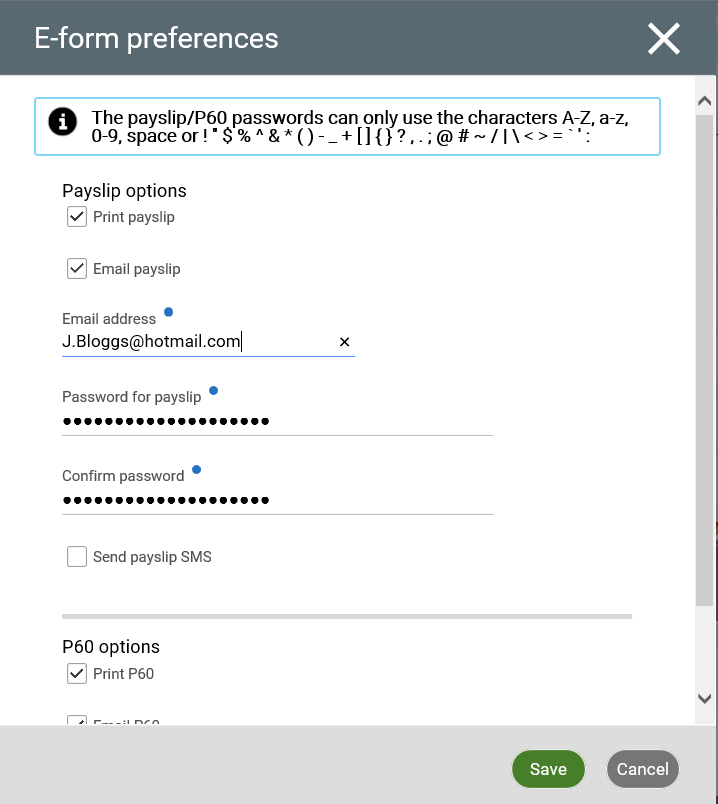 E-form preferences
The payslip/P60 passwords can only use the characters A-Z, a-z,
0-9, space or ! " $ % ^ & * ( ) - _ + [ ] { } ? , . ; @ # ~ / | \ < > = ` ' :
Payslip options
Print payslip
Email payslip
Email address
J.Bloggs@hotmail.com
Password for payslip
Confirm password
Send payslip SMS
P60 options
Print P60
Email P60
Save Cancel